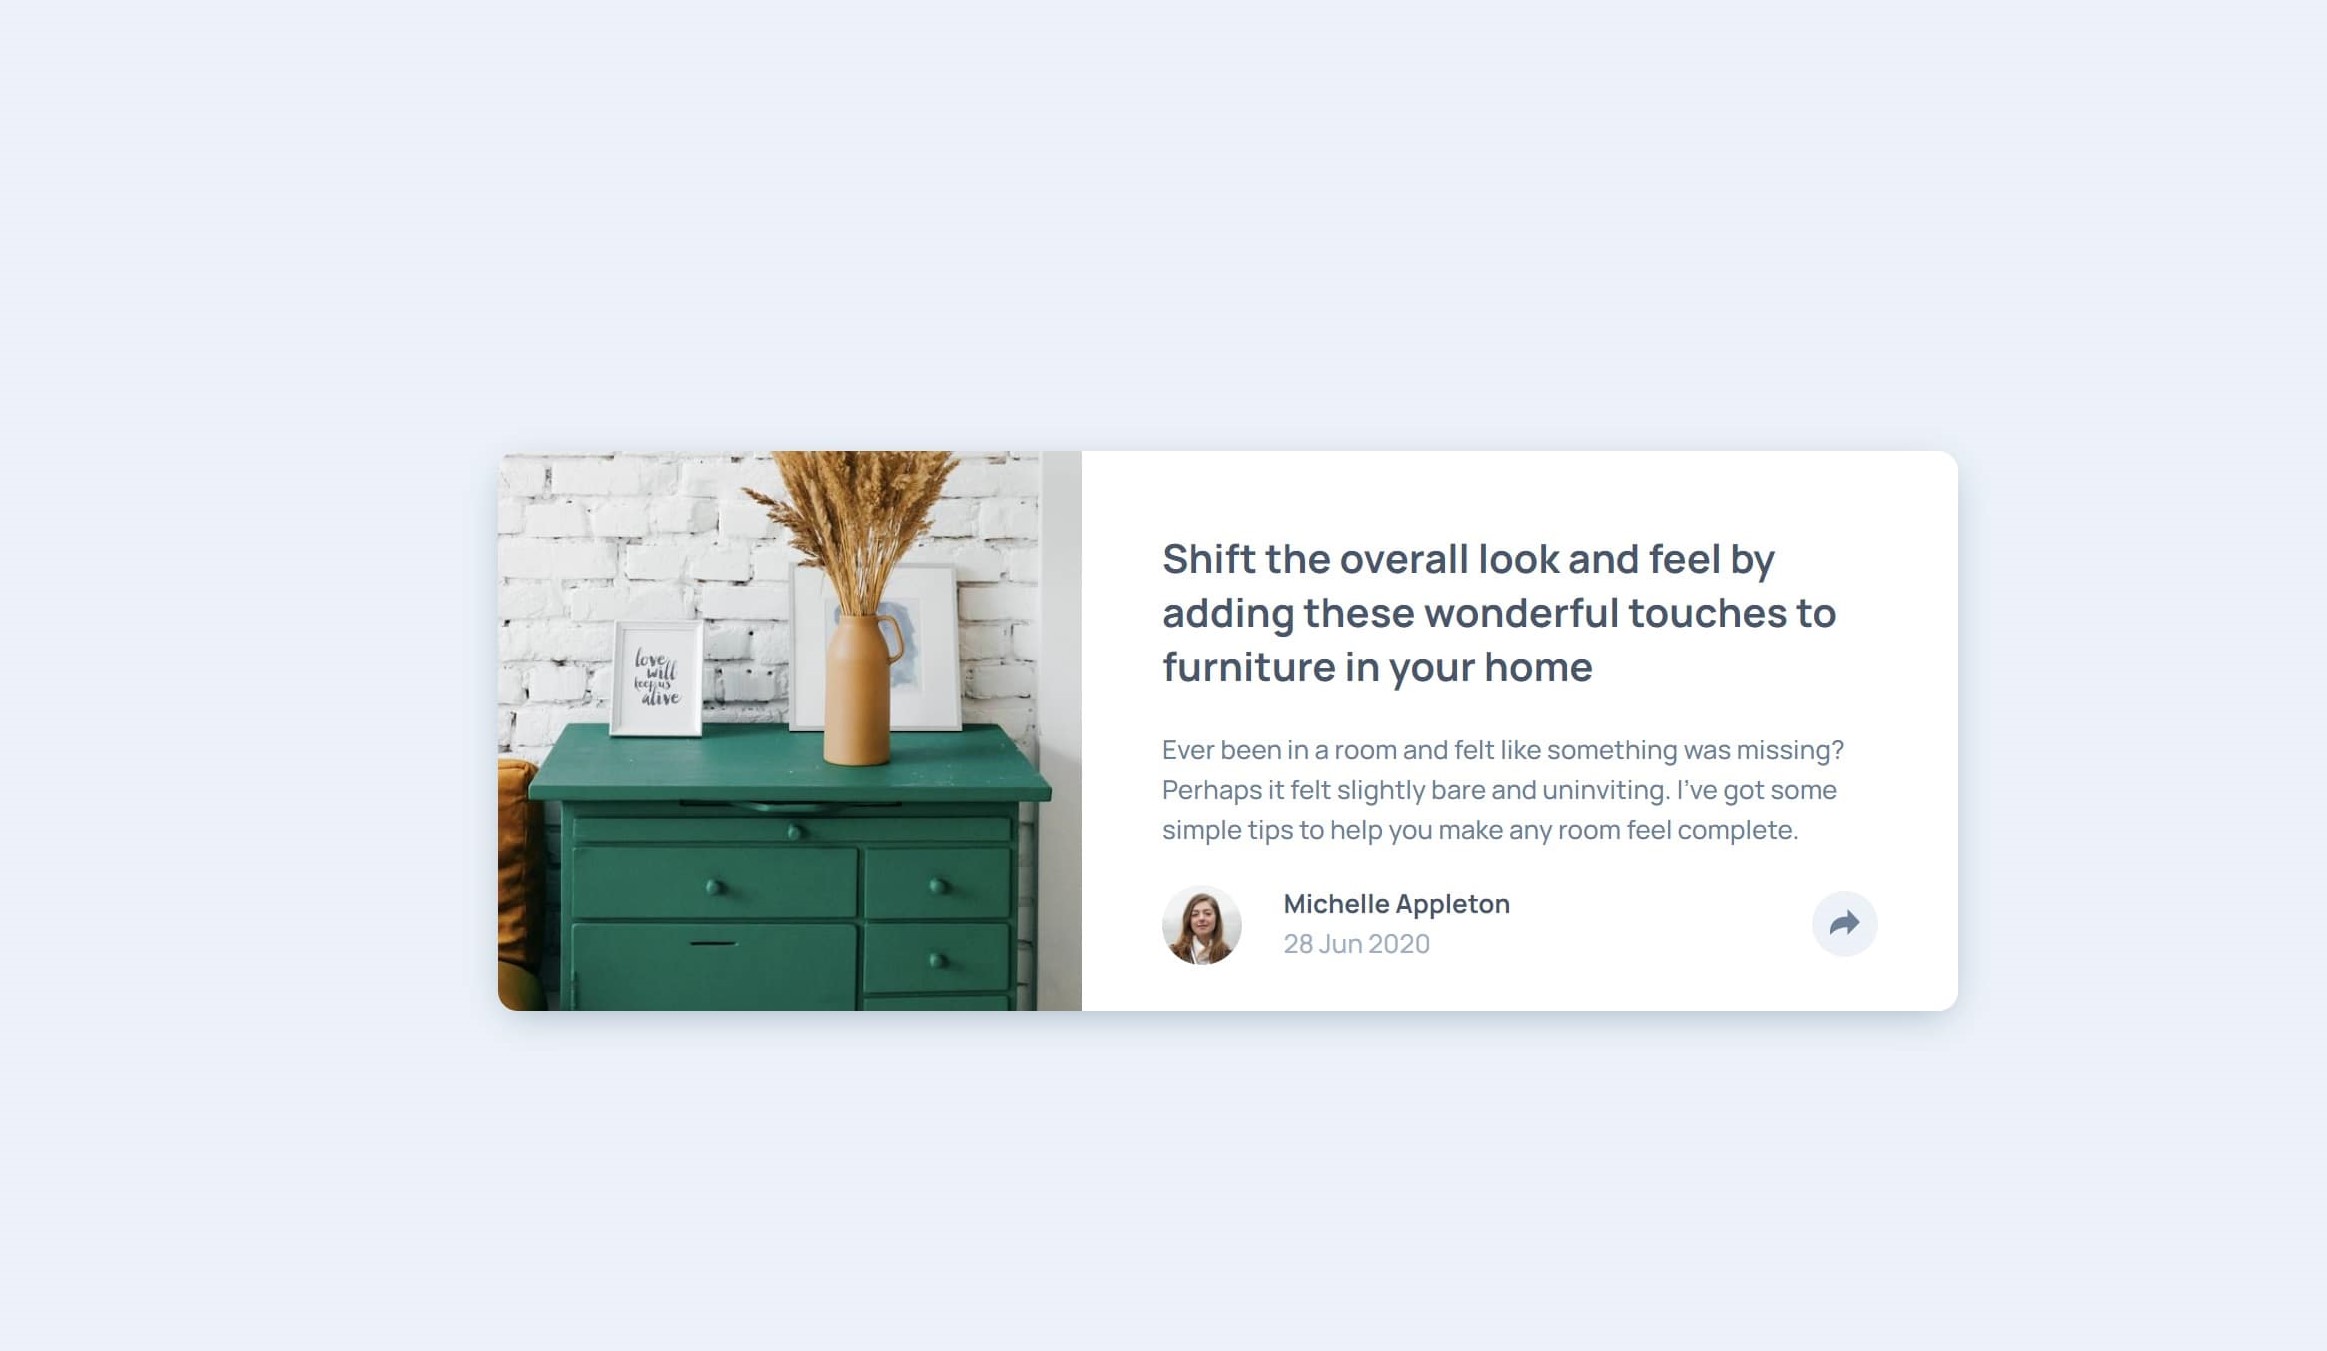 love
will
keep us
alive
Shift the overall look and feel by
adding these wonderful touches to
furniture in your home
Ever been in a room and felt like something was missing?
Perhaps it felt slightly bare and uninviting. I’ve got some
simple tips to help you make any room feel complete.
Michelle Appleton
28 Jun 2020